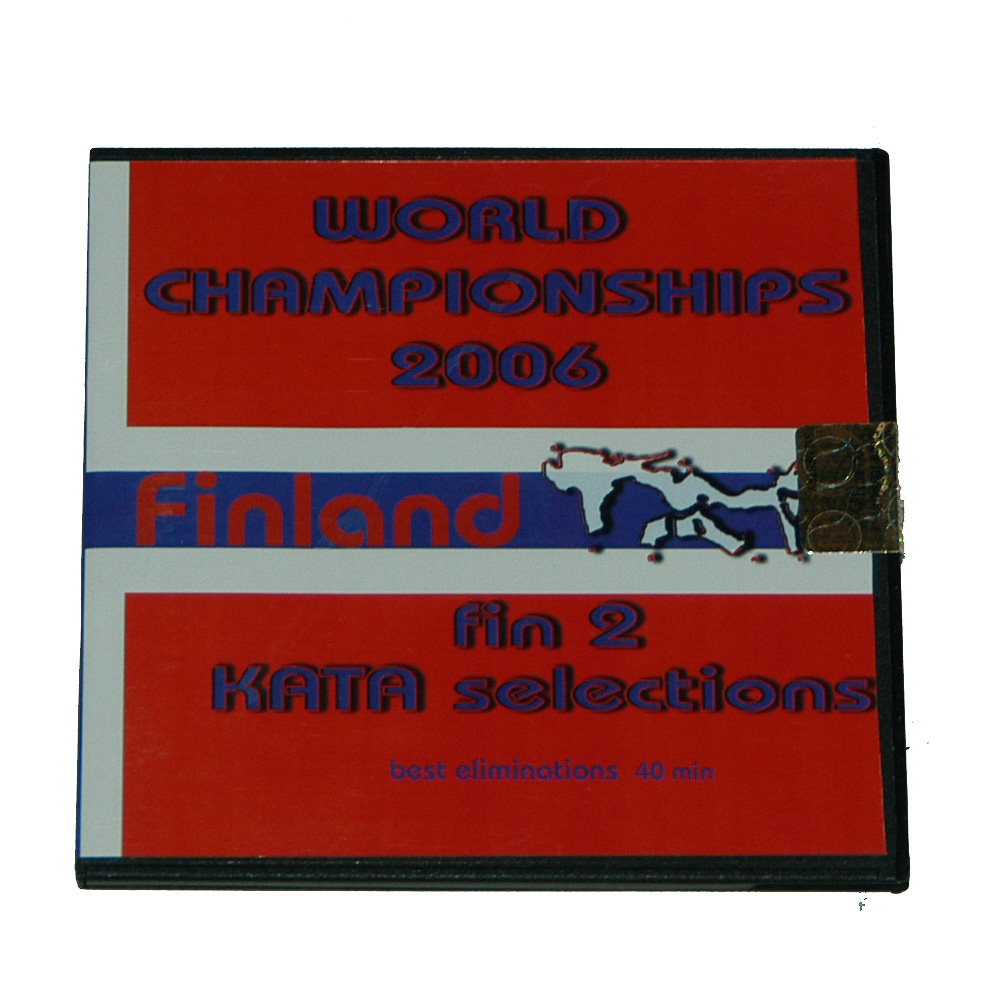 WORLD
CHAMPIONSHIPS
2006
Finland
fin 2
KATA selections
best eliminations 40 min